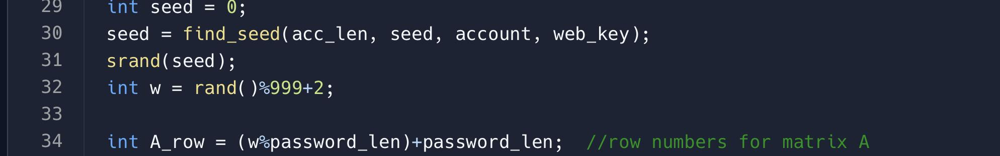 29 int seed = 0;
30 seed = find_seed(acc_len, seed, account, web_key);
31 srand(seed);
32 int w = rand()%999+2;
33
34 int A_row = (w%password_len)+password_len;  //row numbers for matrix A